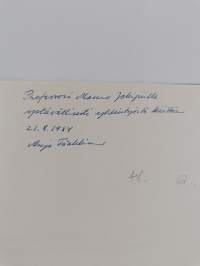 Professori Mauno Jokipiille
ystävällisesti yhteistyöstä kiittäen
21.8.1984
Anja